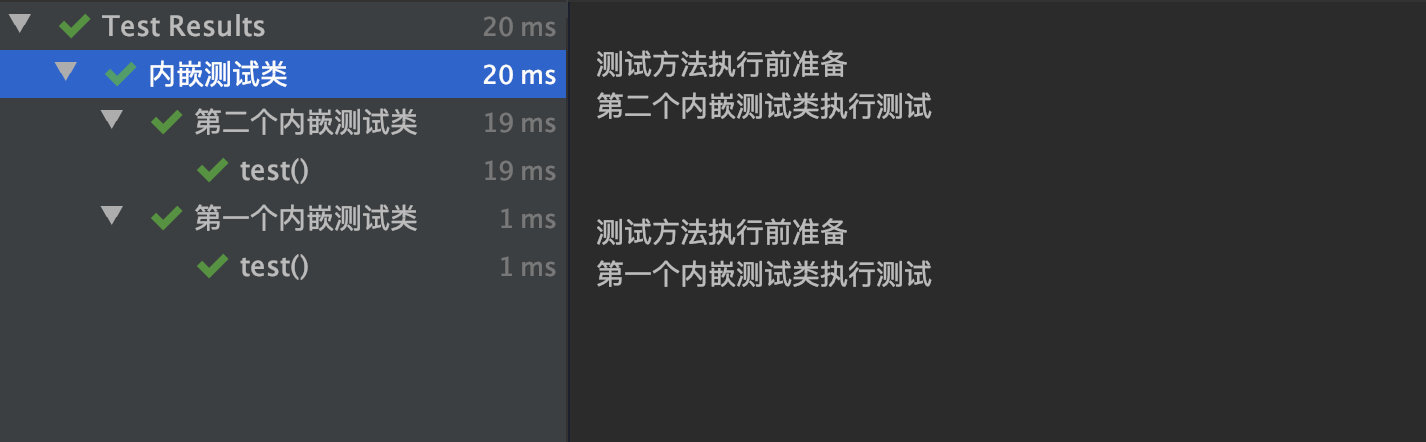 Test Results 20 ms
内嵌测试类 20 ms
第二个内嵌测试类 19 ms
test() 19 ms
第一个内嵌测试类 1 ms
test() 1 ms
测试方法执行前准备
第二个内嵌测试类执行测试
测试方法执行前准备
第一个内嵌测试类执行测试